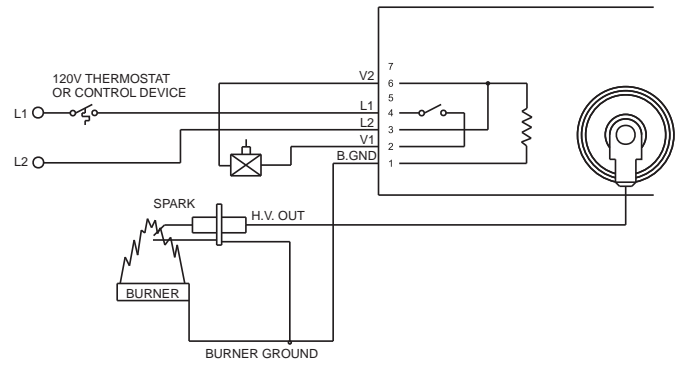 120V THERMOSTAT
OR CONTROL DEVICE
L1
L2
V2
L1
L2
V1
B.GND
7
6
5
4
3
2
1
SPARK
H.V. OUT
BURNER
BURNER GROUND